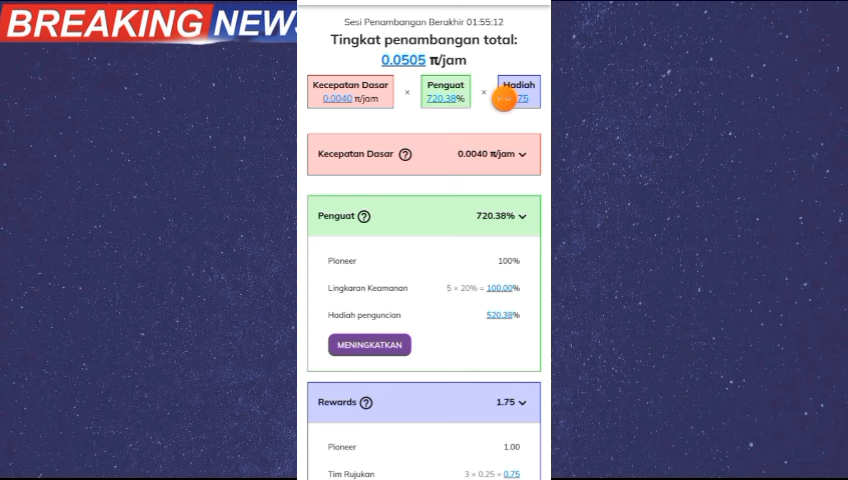 BREAKING NEWS
Sesi Penambangan Berakhir 01:55:12
Tingkat penambangan total:
0.0505 π/jam
Kecepatan Dasar × Penguat × Hadiah
0.0040 π/jam 720.38% 75
Kecepatan Dasar ? 0.0040 π/jam
Penguat ? 720.38%
Pioneer 100%
Lingkaran Keamanan 5 × 20% = 100.00%
Hadiah penguncian 520.38%
MENINGKATKAN
Rewards ? 1.75
Pioneer 1.00
Tim Rujukan 3 × 0.25 = 0.75